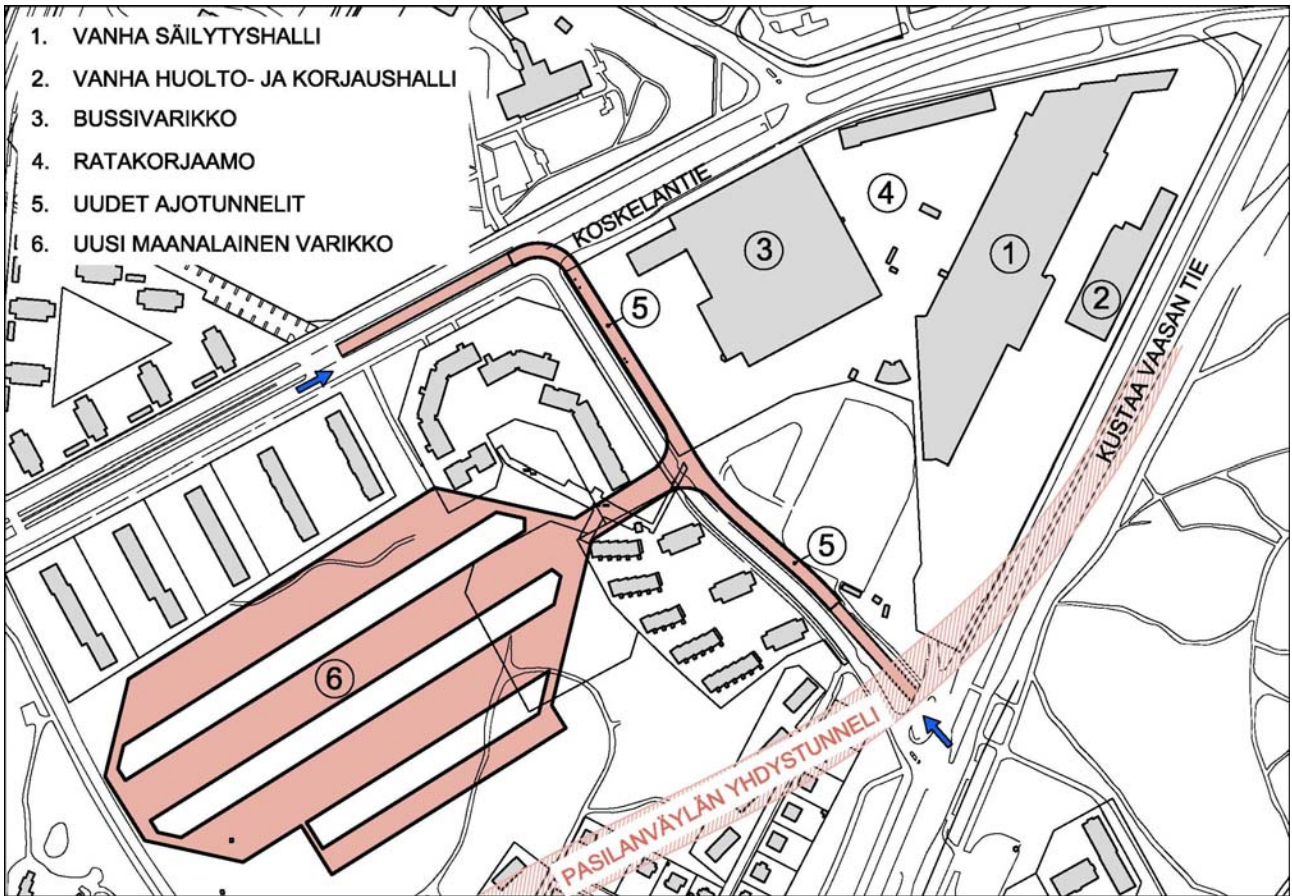 1. VANHA SÄILYTYSHALLI
2. VANHA HUOLTO- JA KORJAUSHALLI
3. BUSSIVARIKKO
4. RATAKORJAAMO
5. UUDET AJOTUNNELIT
6. UUSI MAANALAINEN VARIKKO
KOSKELANTIE
4
3
1
2
5
KUSTAA VAASAN TIE
5
6
PASILANVÄYLÄN YHDYSTUNNELI